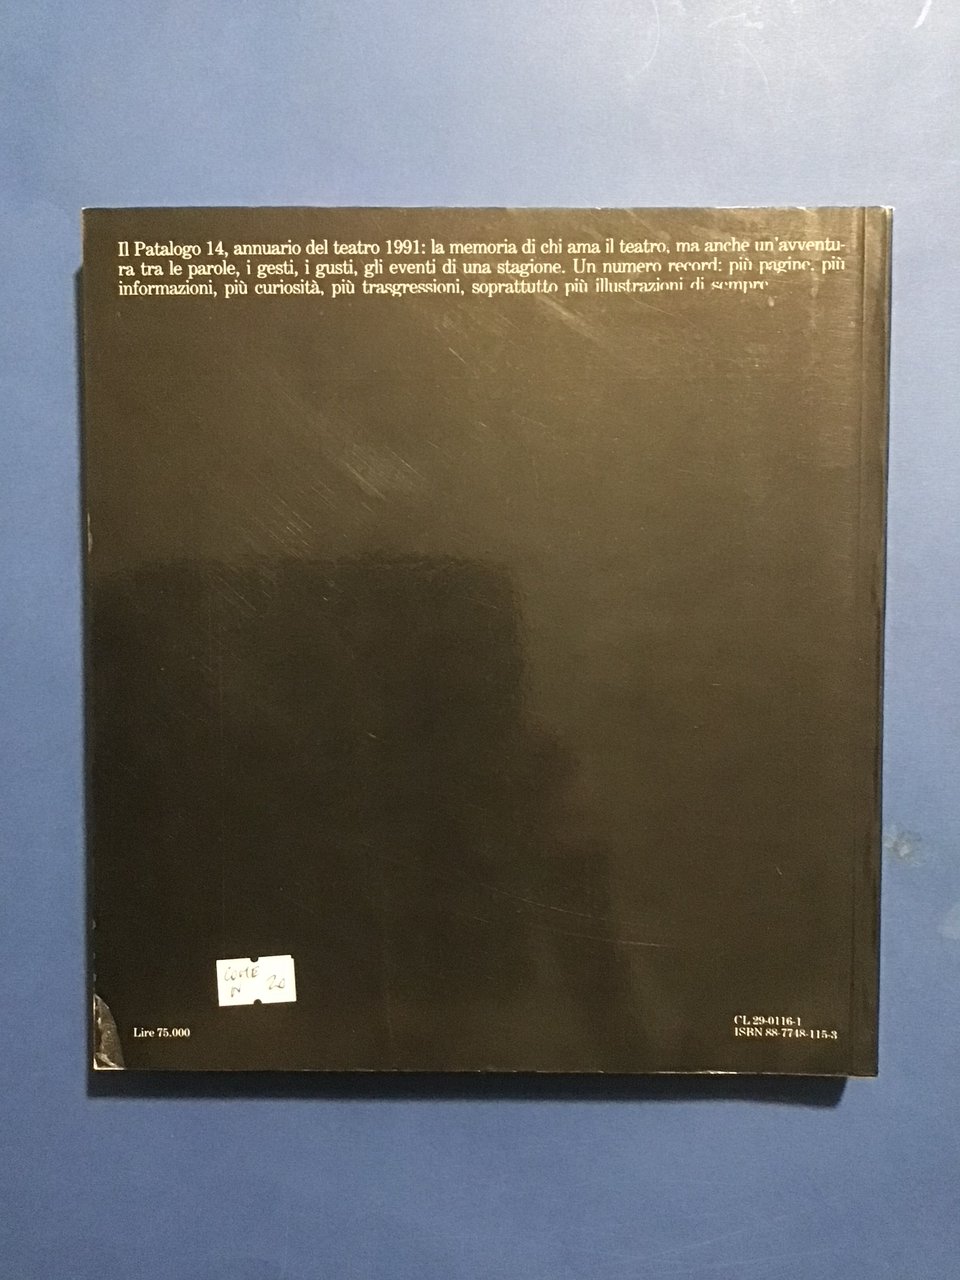 Il Patalogo 14, annuario del teatro 1991: la memoria di chi ama il teatro, ma anche un'avventu-
ra tra le parole, i gesti, i gusti, gli eventi di una stagione. Un numero record: più pagine, più
informazioni, più curiosità, più trasgressioni, soprattutto più illustrazioni di sempre
COME
N 20
Lire 75.000
CL 29-0116-1
ISBN 88-7748-115-3